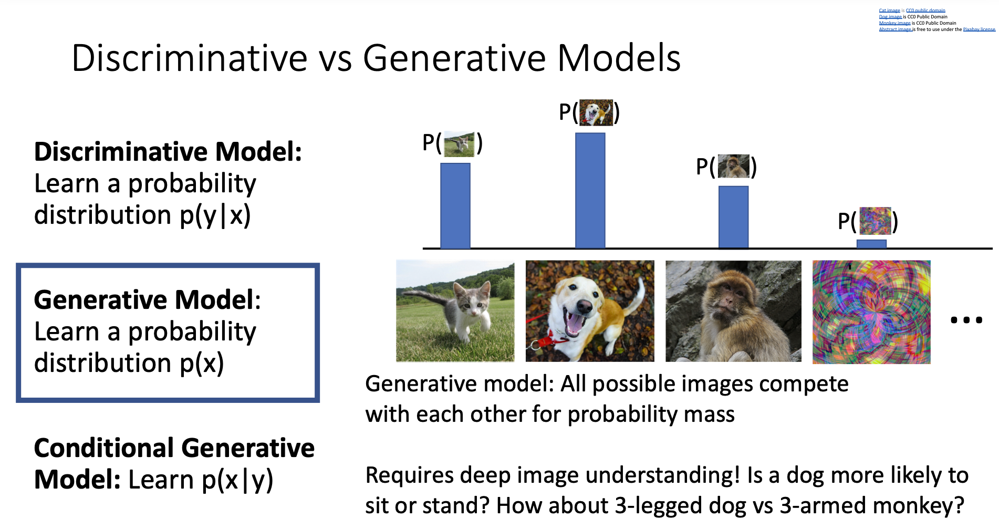 Cat image is CC0 public domain
Dog image is CC0 Public Domain
Monkey image is CC0 Public Domain
Abstract image is free to use under the Pixabay license
Discriminative vs Generative Models
Discriminative Model:
Learn a probability
distribution p(y|x)
Generative Model:
Learn a probability
distribution p(x)
Conditional Generative
Model: Learn p(x|y)
P( )
P( )
P( )
P( )
...
Generative model: All possible images compete
with each other for probability mass
Requires deep image understanding! Is a dog more likely to
sit or stand? How about 3-legged dog vs 3-armed monkey?